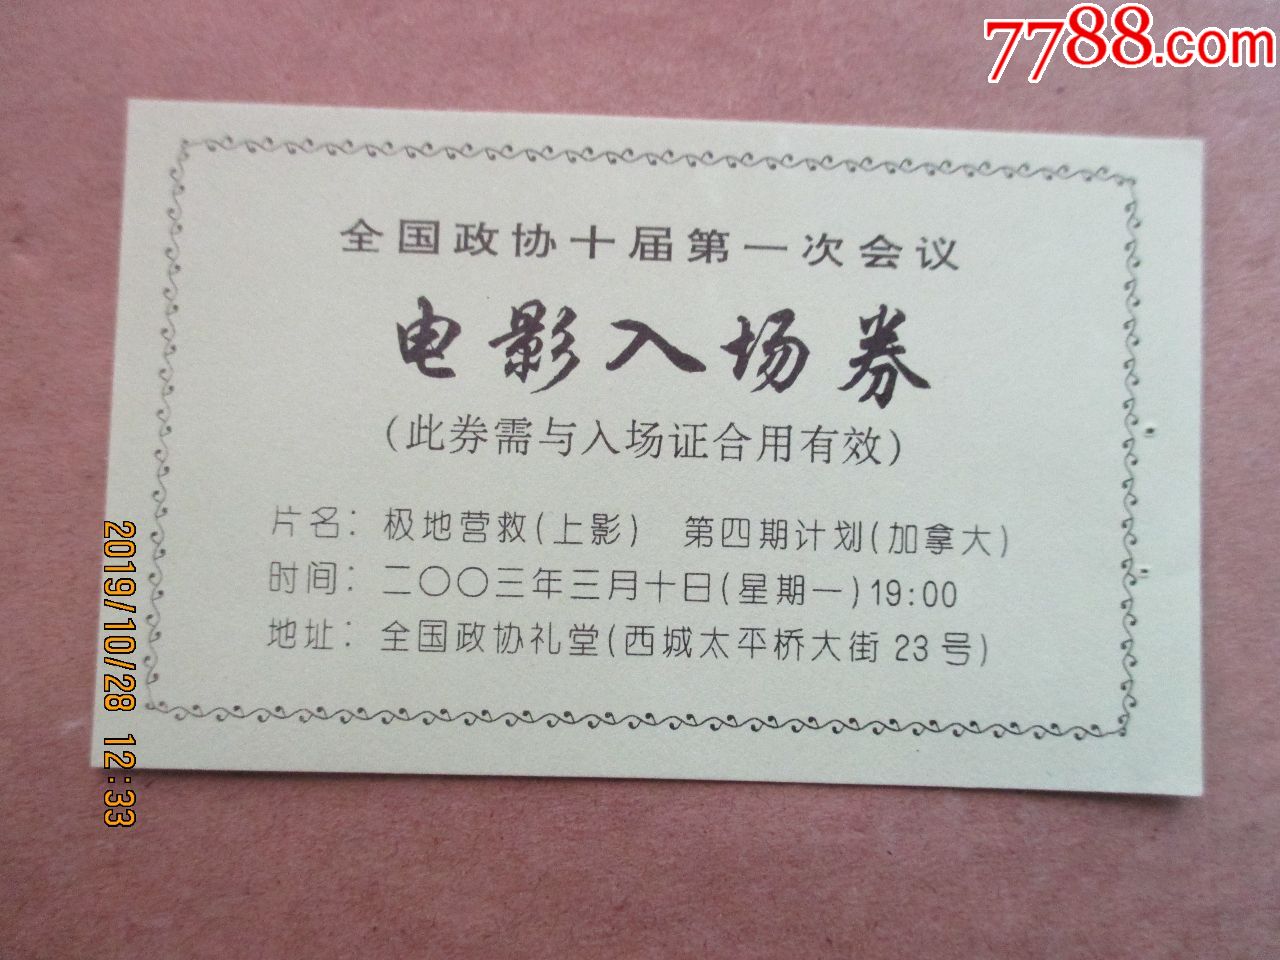 7788.com
全国政协十届第一次会议
电影入场券
(此券需与入场证合用有效)
片名：极地营救(上影) 第四期计划(加拿大)
时间：二〇〇三年三月十日(星期一)19:00
地址：全国政协礼堂(西城太平桥大街23号)
2019/10/28 12:33